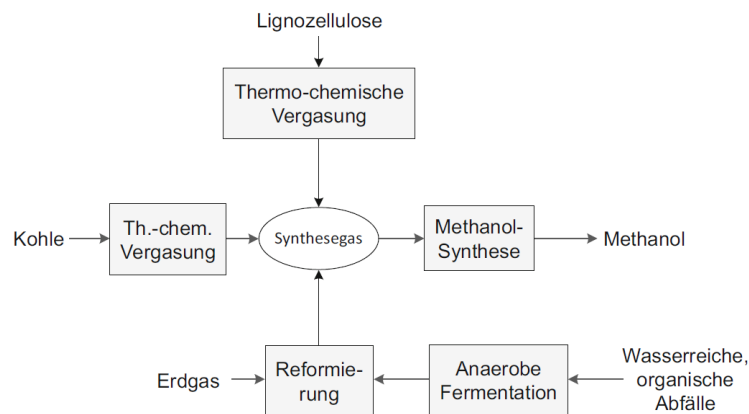 Lignozellulose
Thermo-chemische
Vergasung
Kohle
Th.-chem.
Vergasung
Synthesegas
Methanol-
Synthese
Methanol
Erdgas
Reformie-
rung
Anaerobe
Fermentation
Wasserreiche,
organische
Abfälle